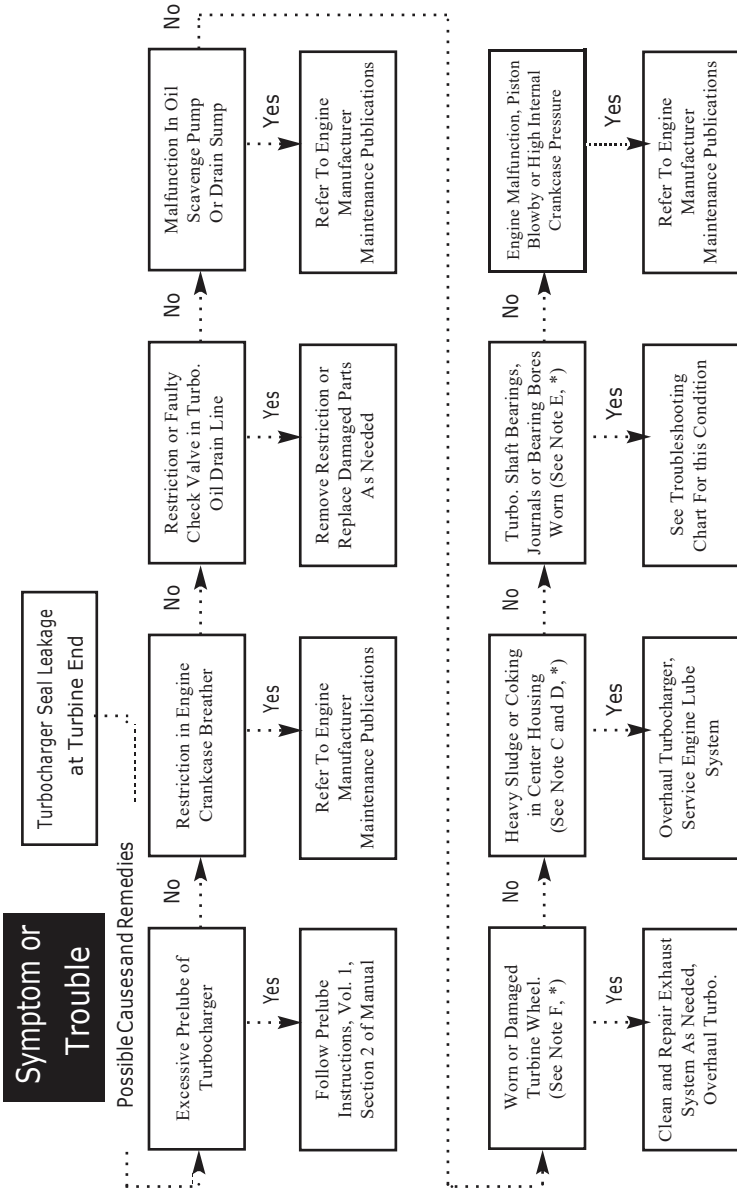 Symptom or
Trouble
Turbocharger Seal Leakage
at Turbine End
Possible Causes and Remedies
Excessive Prelube of
Turbocharger
No
Restriction in Engine
Crankcase Breather
No
Restriction or Faulty
Check Valve in Turbo.
Oil Drain Line
No
Malfunction In Oil
Scavenge Pump
Or Drain Sump
No
Yes
Yes
Yes
Yes
Follow Prelube
Instructions, Vol. 1,
Section 2 of Manual
Refer To Engine
Manufacturer
Maintenance Publications
Remove Restriction or
Replace Damaged Parts
As Needed
Refer To Engine
Manufacturer
Maintenance Publications
Worn or Damaged
Turbine Wheel.
(See Note F, *)
No
Heavy Sludge or Coking
in Center Housing
(See Note C and D, *)
No
Turbo. Shaft Bearings,
Journals or Bearing Bores
Worn (See Note E, *)
No
Engine Malfunction, Piston
Blowby or High Internal
Crankcase Pressure
Yes
Yes
Yes
Yes
Clean and Repair Exhaust
System As Needed,
Overhaul Turbo.
Overhaul Turbocharger,
Service Engine Lube
System
See Troubleshooting
Chart For this Condition
Refer To Engine
Manufacturer
Maintenance Publications